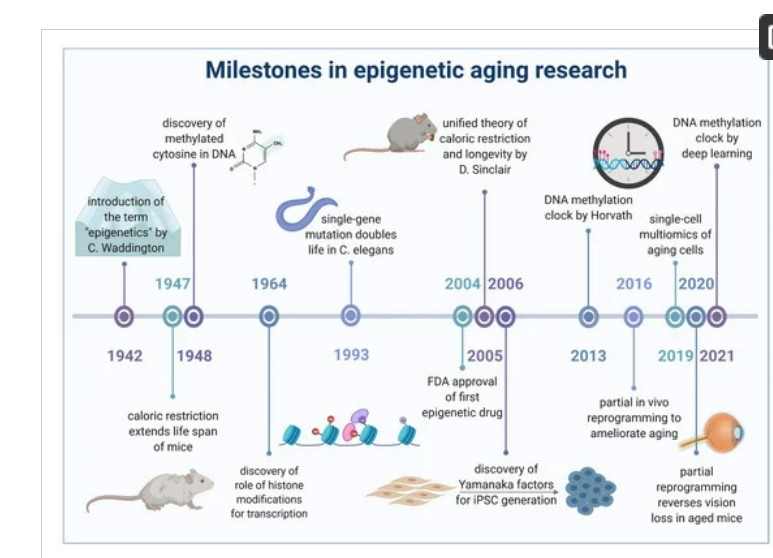 Milestones in epigenetic aging research
discovery of
methylated
cytosine in DNA
NH₂
CH₃
N
O
N
unified theory of
caloric restriction
and longevity by
D. Sinclair
DNA methylation
clock by
deep learning
introduction of
the term
"epigenetics" by
C. Waddington
single-gene
mutation doubles
life in C. elegans
DNA methylation
clock by Horvath
single-cell
multiomics of
aging cells
1947
1964
2004
2006
2016
2020
1942
1948
1993
2005
2013
2019
2021
caloric restriction
extends life span
of mice
FDA approval
of first
epigenetic drug
partial in vivo
reprogramming to
ameliorate aging
discovery of
role of histone
modifications
for transcription
discovery of
Yamanaka factors
for iPSC generation
partial
reprogramming
reverses vision
loss in aged mice